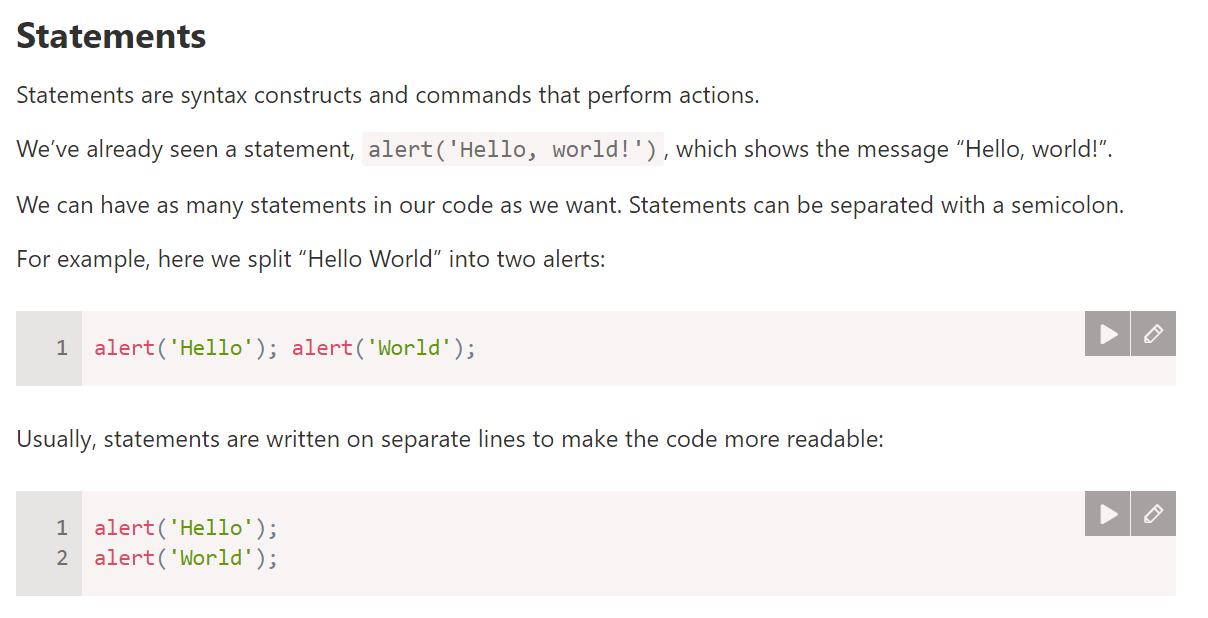 Statements
Statements are syntax constructs and commands that perform actions.
We’ve already seen a statement, alert('Hello, world!'), which shows the message “Hello, world!”.
We can have as many statements in our code as we want. Statements can be separated with a semicolon.
For example, here we split “Hello World” into two alerts:
1 alert('Hello'); alert('World');
Usually, statements are written on separate lines to make the code more readable:
1 alert('Hello');
2 alert('World');